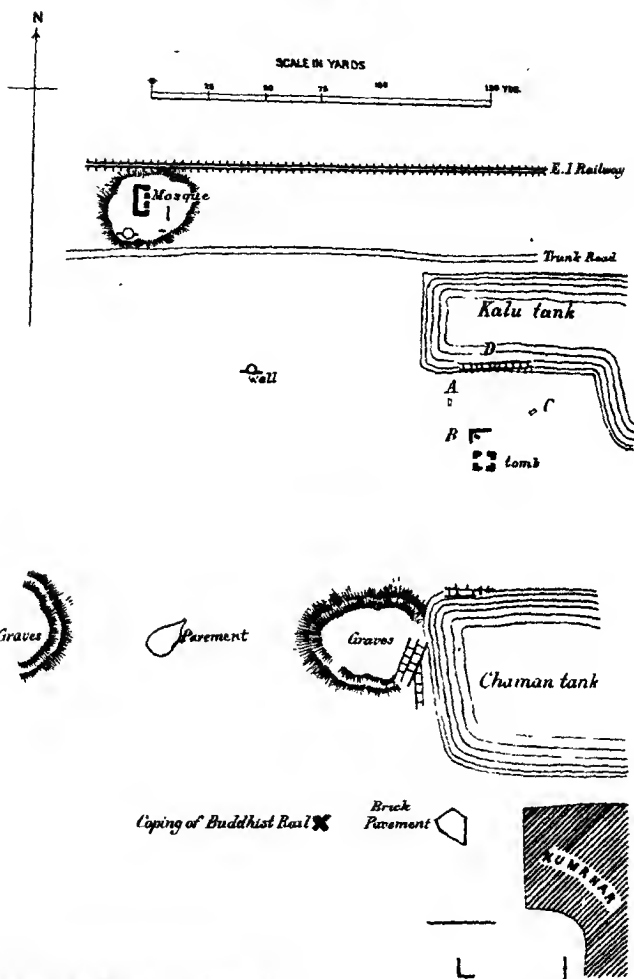 N
SCALE IN YARDS
25 50 75 100 150 YDS.
E.I Railway
Mosque
Trunk Road
Kalu tank
D
well
A
C
B
tomb
Graves
Pavement
Graves
Chaman tank
Coping of Buddhist Rail
Brick
Pavement
KUMRAHAR